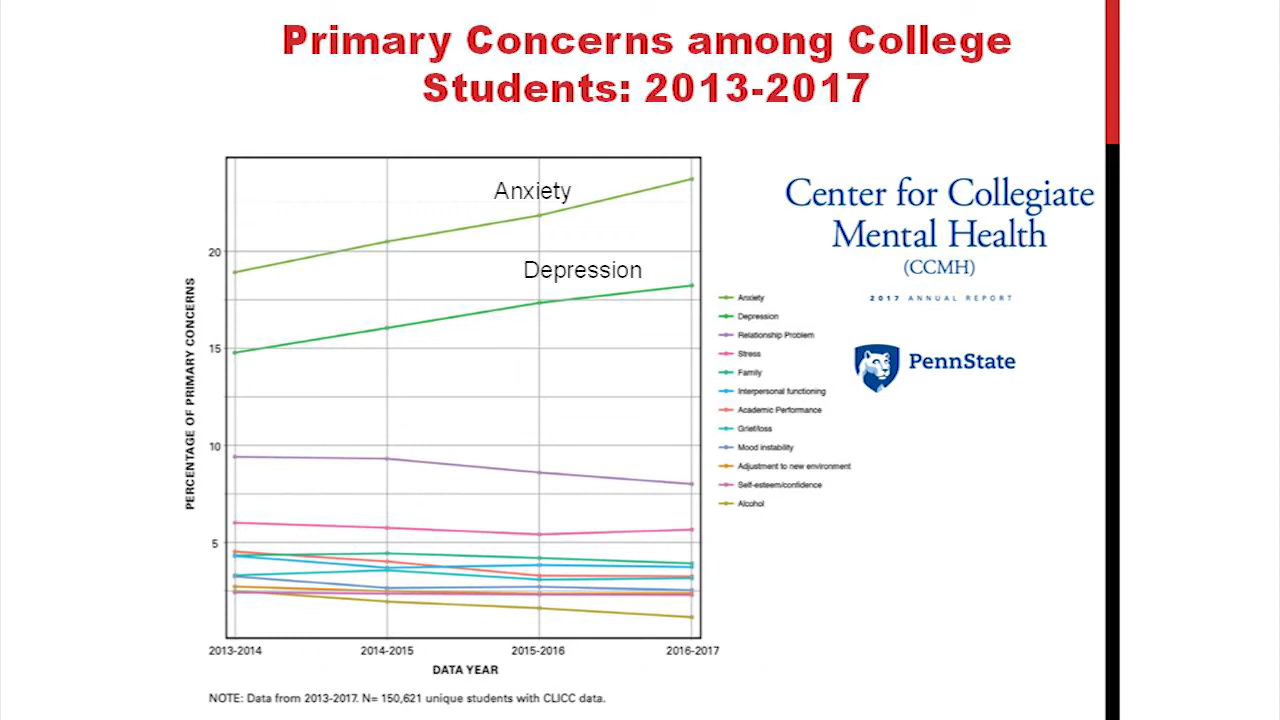 Primary Concerns among College
Students: 2013-2017
Anxiety
Depression
20
15
10
5
PERCENTAGE OF PRIMARY CONCERNS
2013-2014
2014-2015
2015-2016
2016-2017
DATA YEAR
NOTE: Data from 2013-2017. N= 150,621 unique students with CLICC data.
Center for Collegiate
Mental Health
(CCMH)
2017 ANNUAL REPORT
PennState
Anxiety
Depression
Relationship Problem
Stress
Family
Interpersonal functioning
Academic Performance
Grief/loss
Mood instability
Adjustment to new environment
Self-esteem/confidence
Alcohol